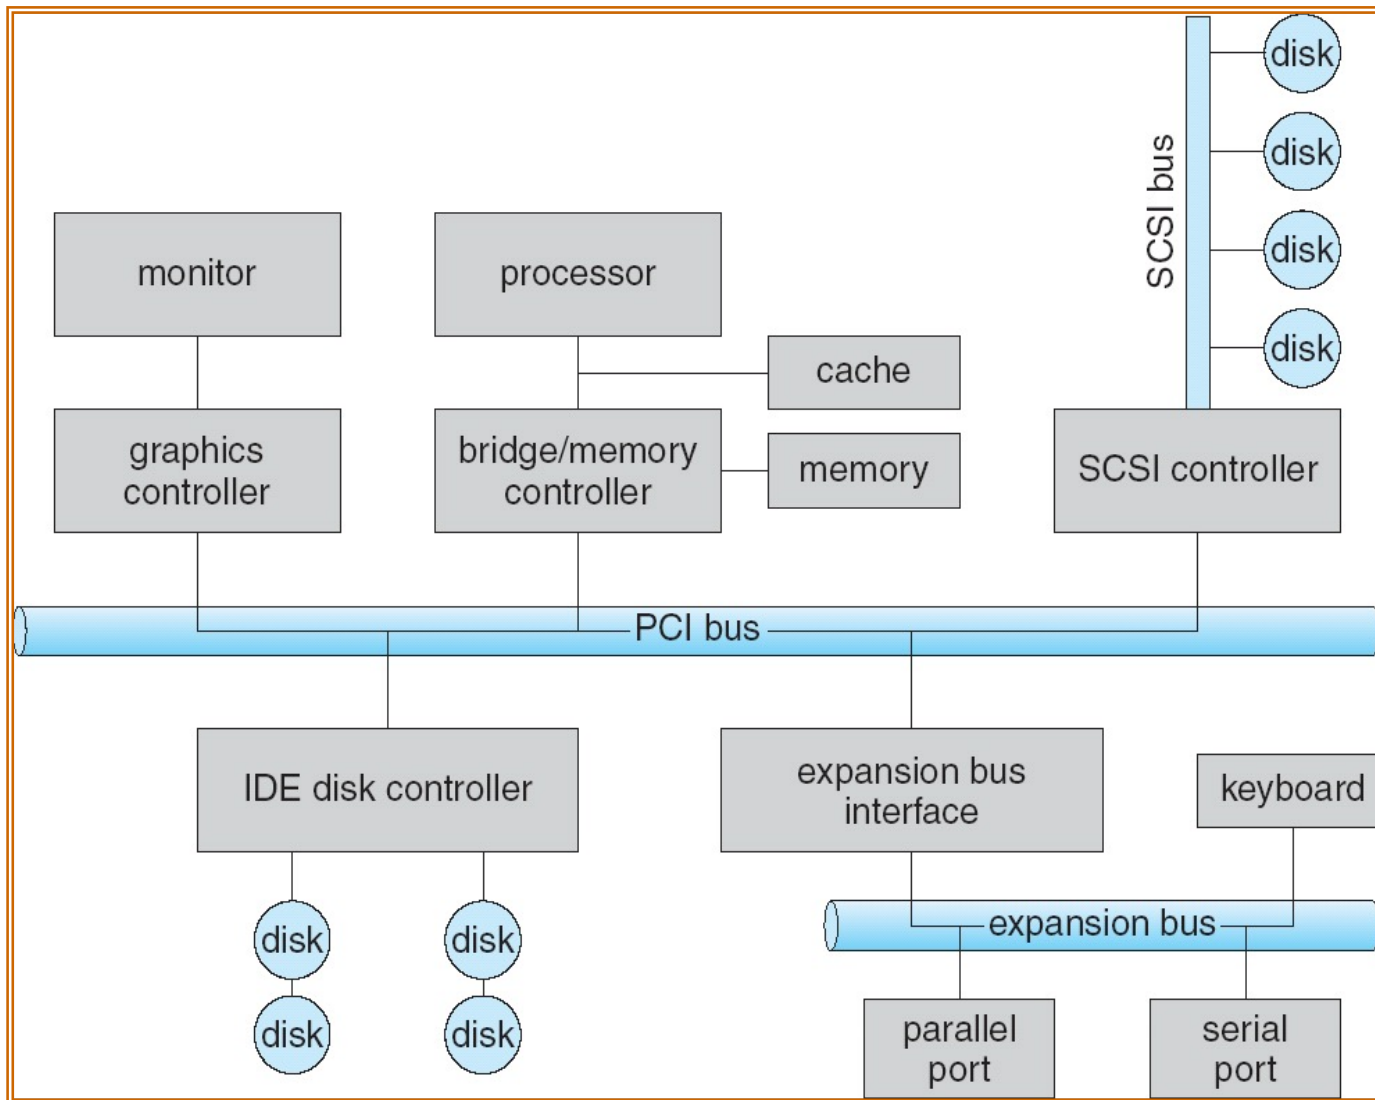 disk
disk
disk
disk
SCSI bus
monitor
processor
cache
graphics
controller
bridge/memory
controller
memory
SCSI controller
PCI bus
IDE disk controller
expansion bus
interface
keyboard
disk
disk
expansion bus
disk
disk
parallel
port
serial
port